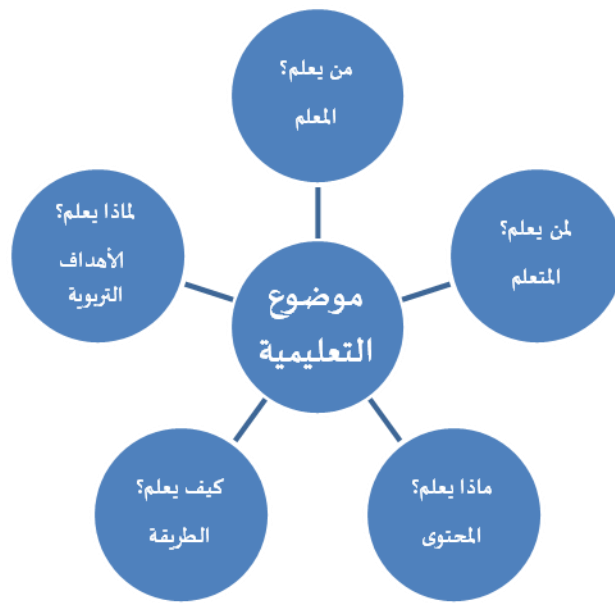 من يعلم؟
المعلم
لمن يعلم؟
المتعلم
ماذا يعلم؟
المحتوى
كيف يعلم؟
الطريقة
لماذا يعلم؟
الأهداف
التربوية
موضوع
التعليمية